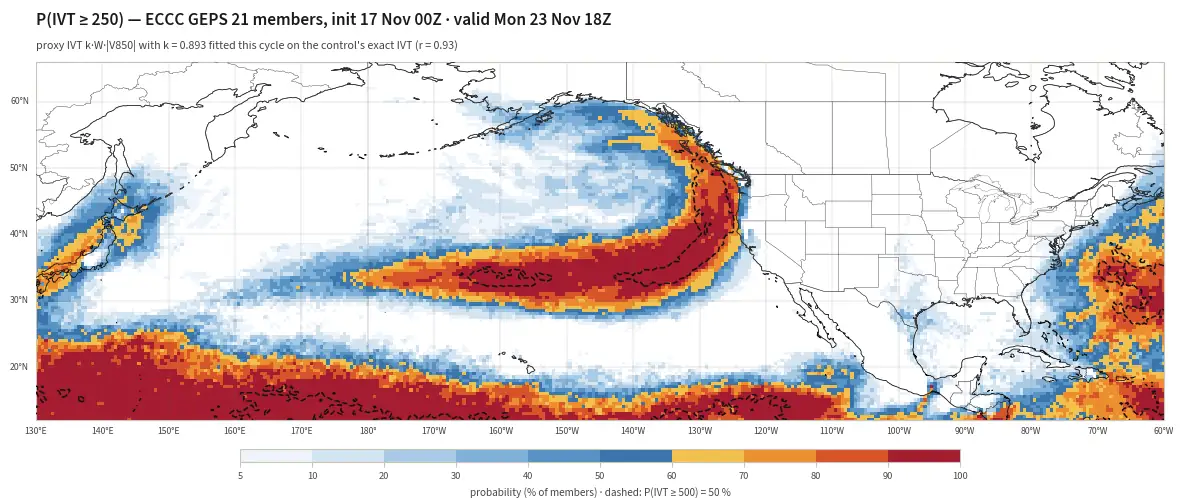 P(IVT ≥ 250) — ECCC GEPS 21 members, init 17 Nov 00Z · valid Mon 23 Nov 18Z
proxy IVT k·W·|V850| with k = 0.893 fitted this cycle on the control's exact IVT (r = 0.93)
60°N
50°N
40°N
30°N
20°N
130°E 140°E 150°E 160°E 170°E 180° 170°W 160°W 150°W 140°W 130°W 120°W 110°W 100°W 90°W 80°W 70°W 60°W
5 10 20 30 40 50 60 70 80 90 100
probability (% of members) · dashed: P(IVT ≥ 500) = 50 %